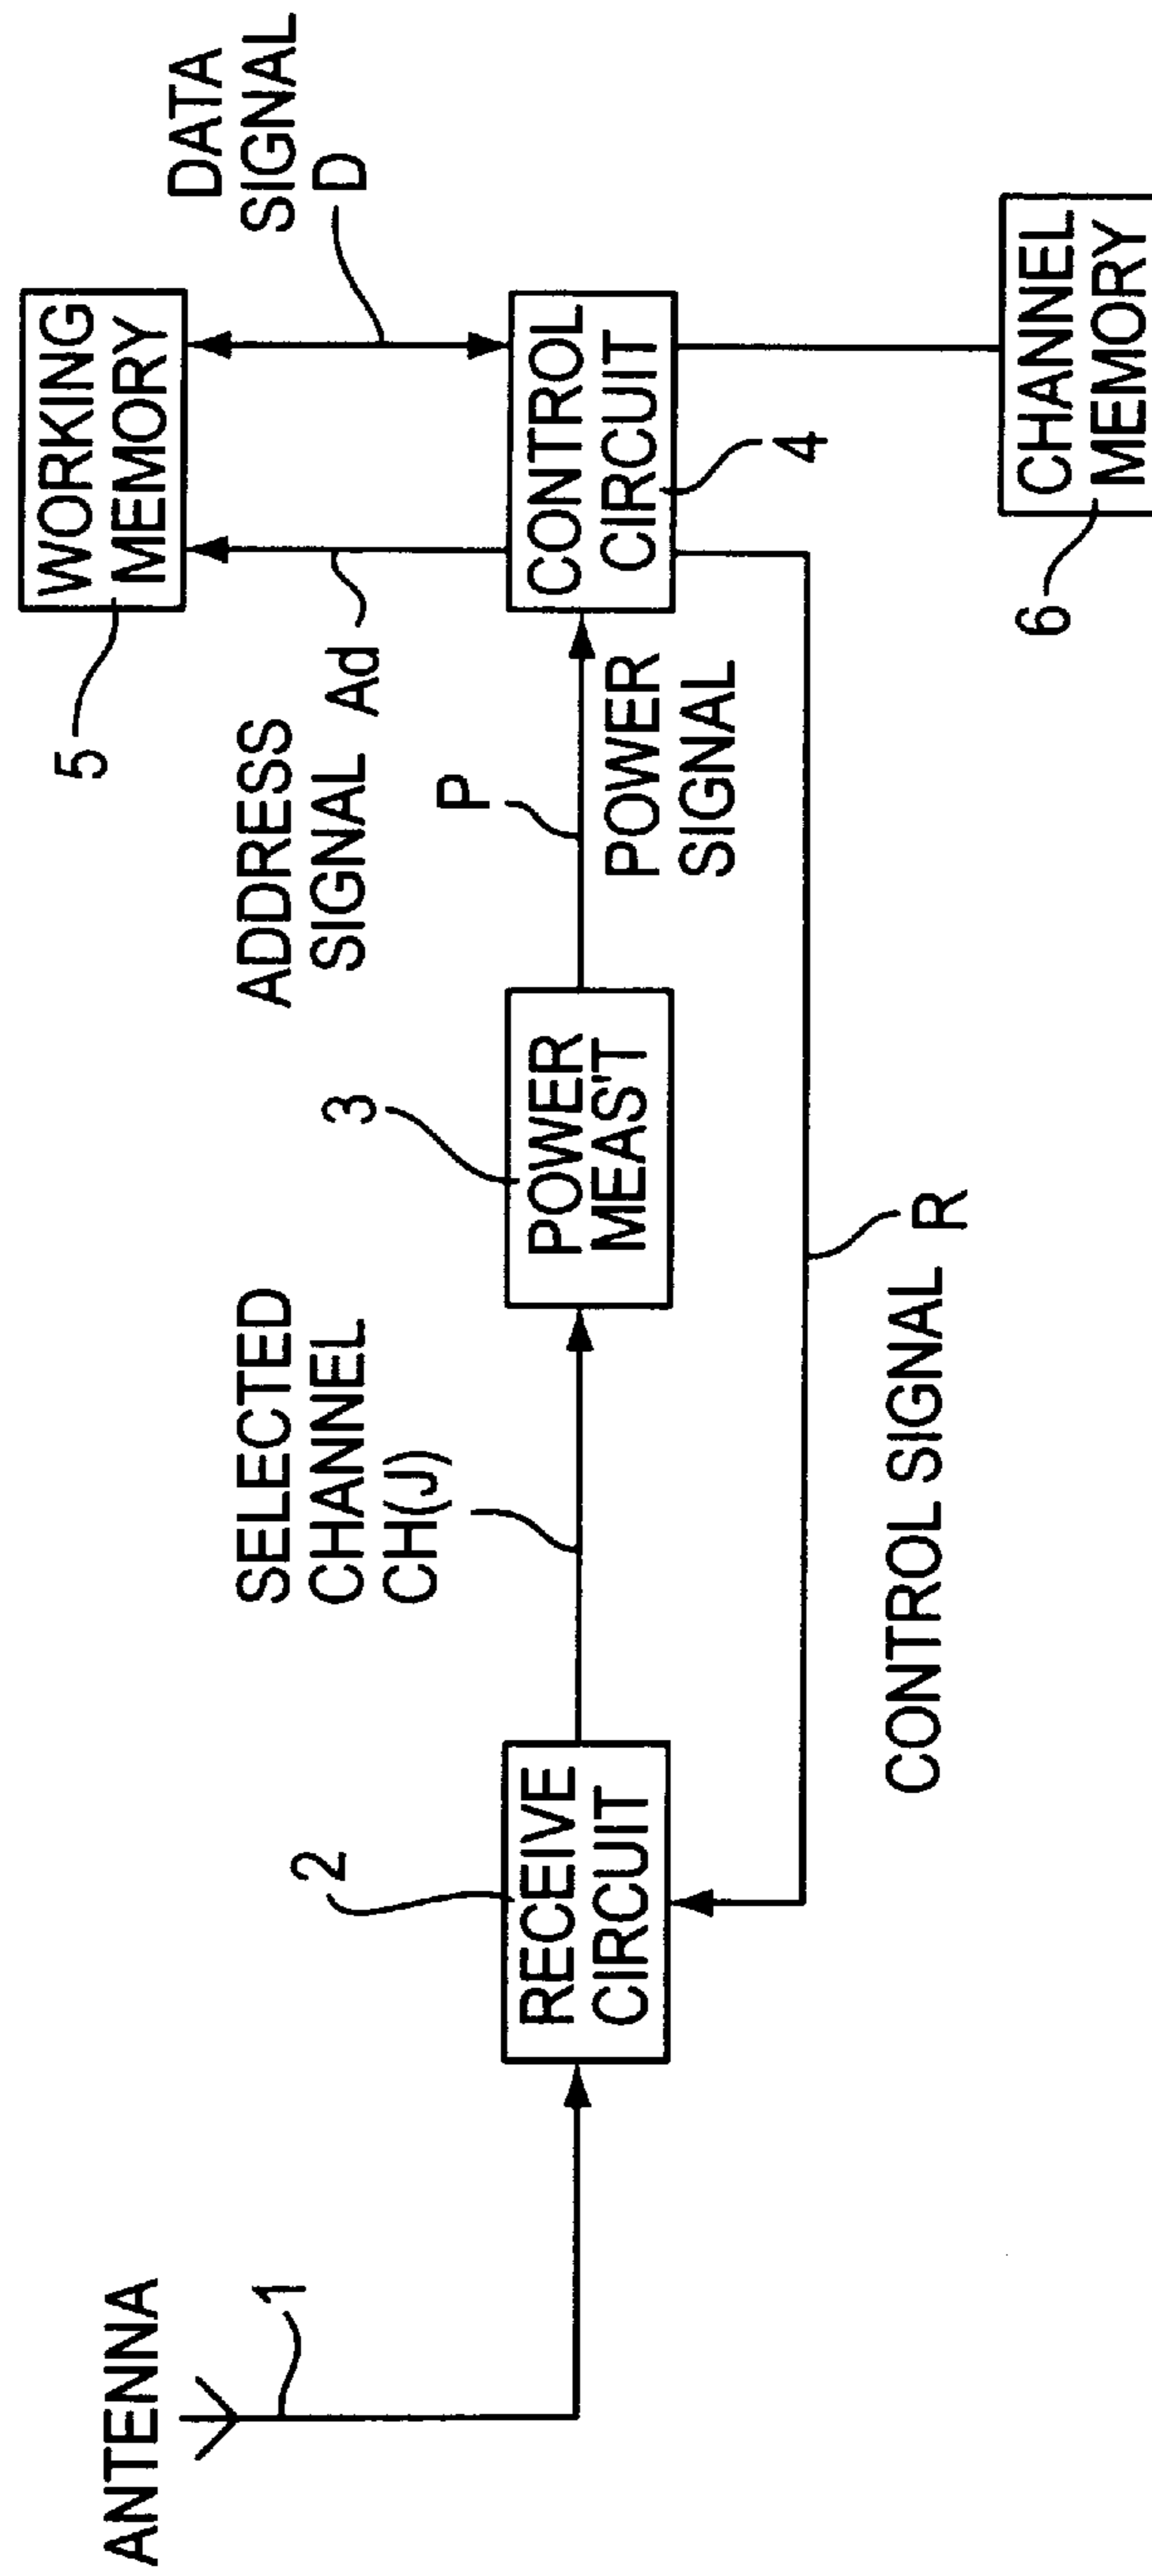 ANTENNA
1
2
RECEIVE
CIRCUIT
SELECTED
CHANNEL
CH(J)
3
POWER
MEAS'T
CONTROL SIGNAL R
ADDRESS
SIGNAL Ad
P
POWER
SIGNAL
5
WORKING
MEMORY
DATA
SIGNAL
D
CONTROL
CIRCUIT
4
6
CHANNEL
MEMORY